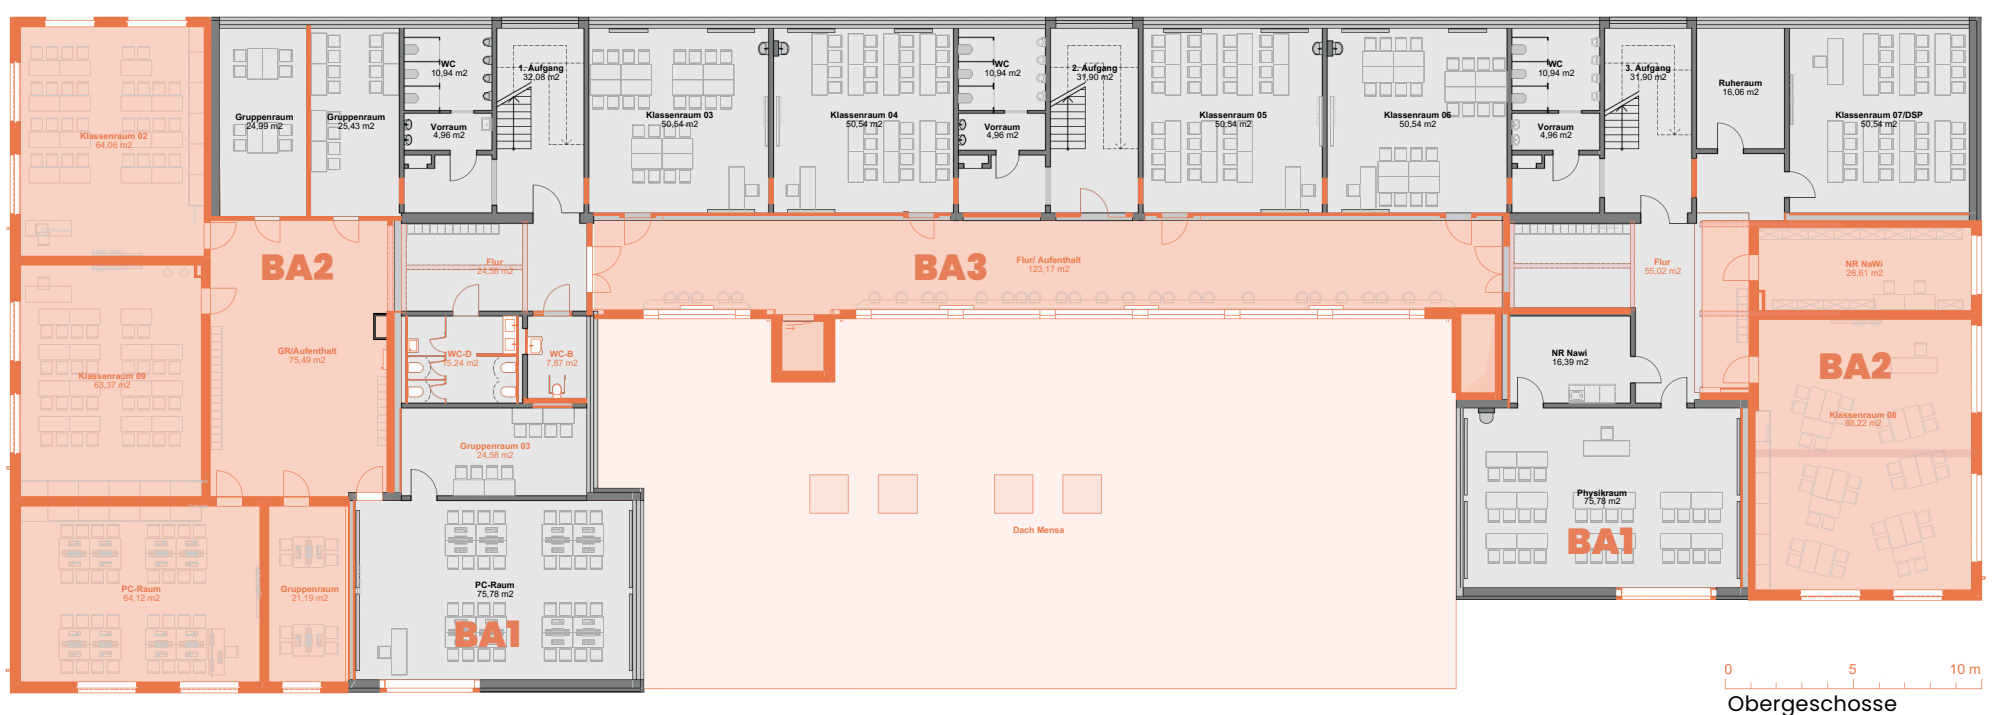 Klassenraum 02
64,06 m2
Gruppenraum
24,99 m2
Gruppenraum
25,43 m2
WC
10,94 m2
Vorraum
4,96 m2
1. Aufgang
32,08 m2
Klassenraum 03
50,54 m2
Klassenraum 04
50,54 m2
WC
10,94 m2
Vorraum
4,96 m2
2. Aufgang
31,90 m2
Klassenraum 05
50,54 m2
Klassenraum 06
50,54 m2
WC
10,94 m2
Vorraum
4,96 m2
3. Aufgang
31,90 m2
Ruheraum
16,06 m2
Klassenraum 07/DSP
50,54 m2
BA2
Flur
24,58 m2
BA3
Flur/ Aufenthalt
123,17 m2
Flur
55,02 m2
NR NaWi
26,61 m2
Klassenraum 09
63,37 m2
GR/Aufenthalt
75,49 m2
WC-D
15,24 m2
WC-B
7,87 m2
NR Nawi
16,39 m2
BA2
Klassenraum 08
88,22 m2
Gruppenraum 03
24,58 m2
Physikraum
75,78 m2
BA1
Dach Mensa
PC-Raum
64,12 m2
Gruppenraum
21,19 m2
PC-Raum
75,78 m2
BA1
0 5 10 m
Obergeschosse